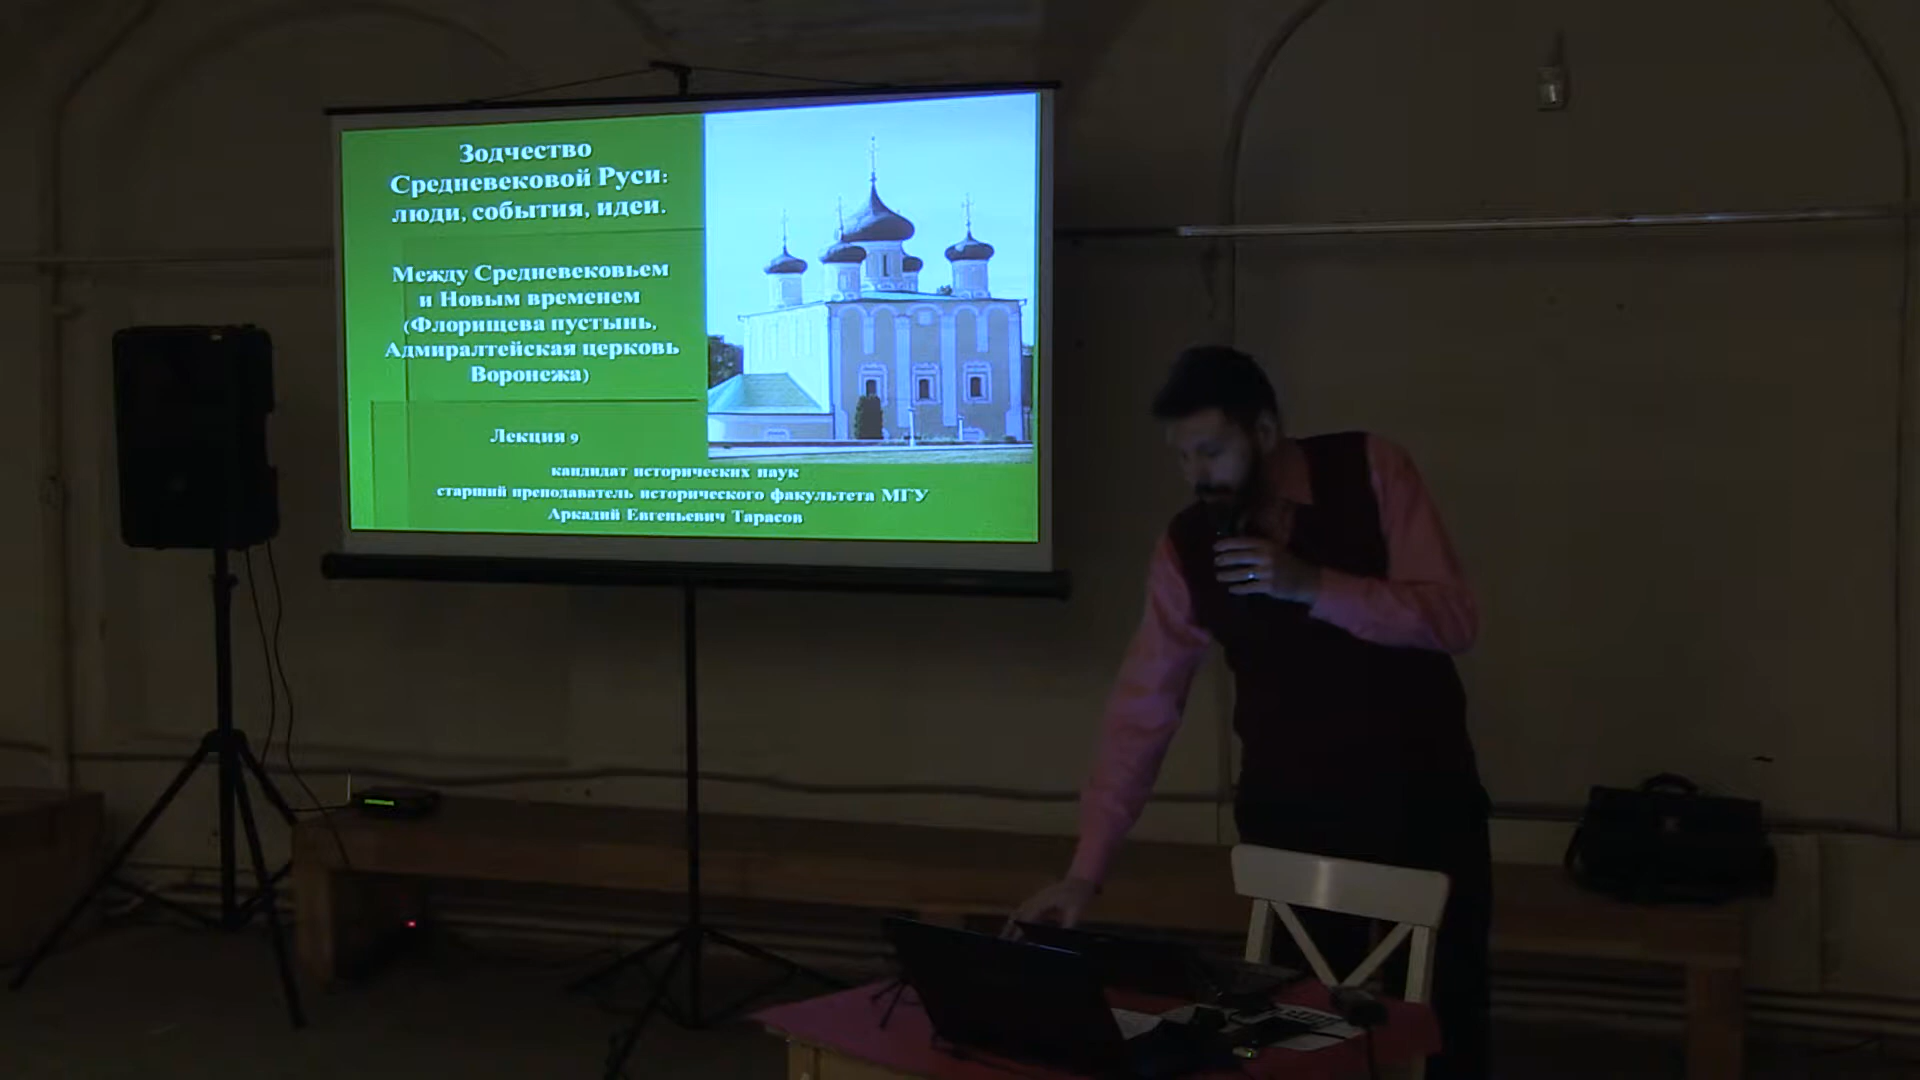 Зодчество
Средневековой Руси:
люди, события, идеи.
Между Средневековьем
и Новым временем
(Флорищева пустынь,
Адмиралтейская церковь
Воронежа)
Лекция 9
кандидат исторических наук
старший преподаватель исторического факультета МГУ
Аркадий Евгеньевич Тарасов